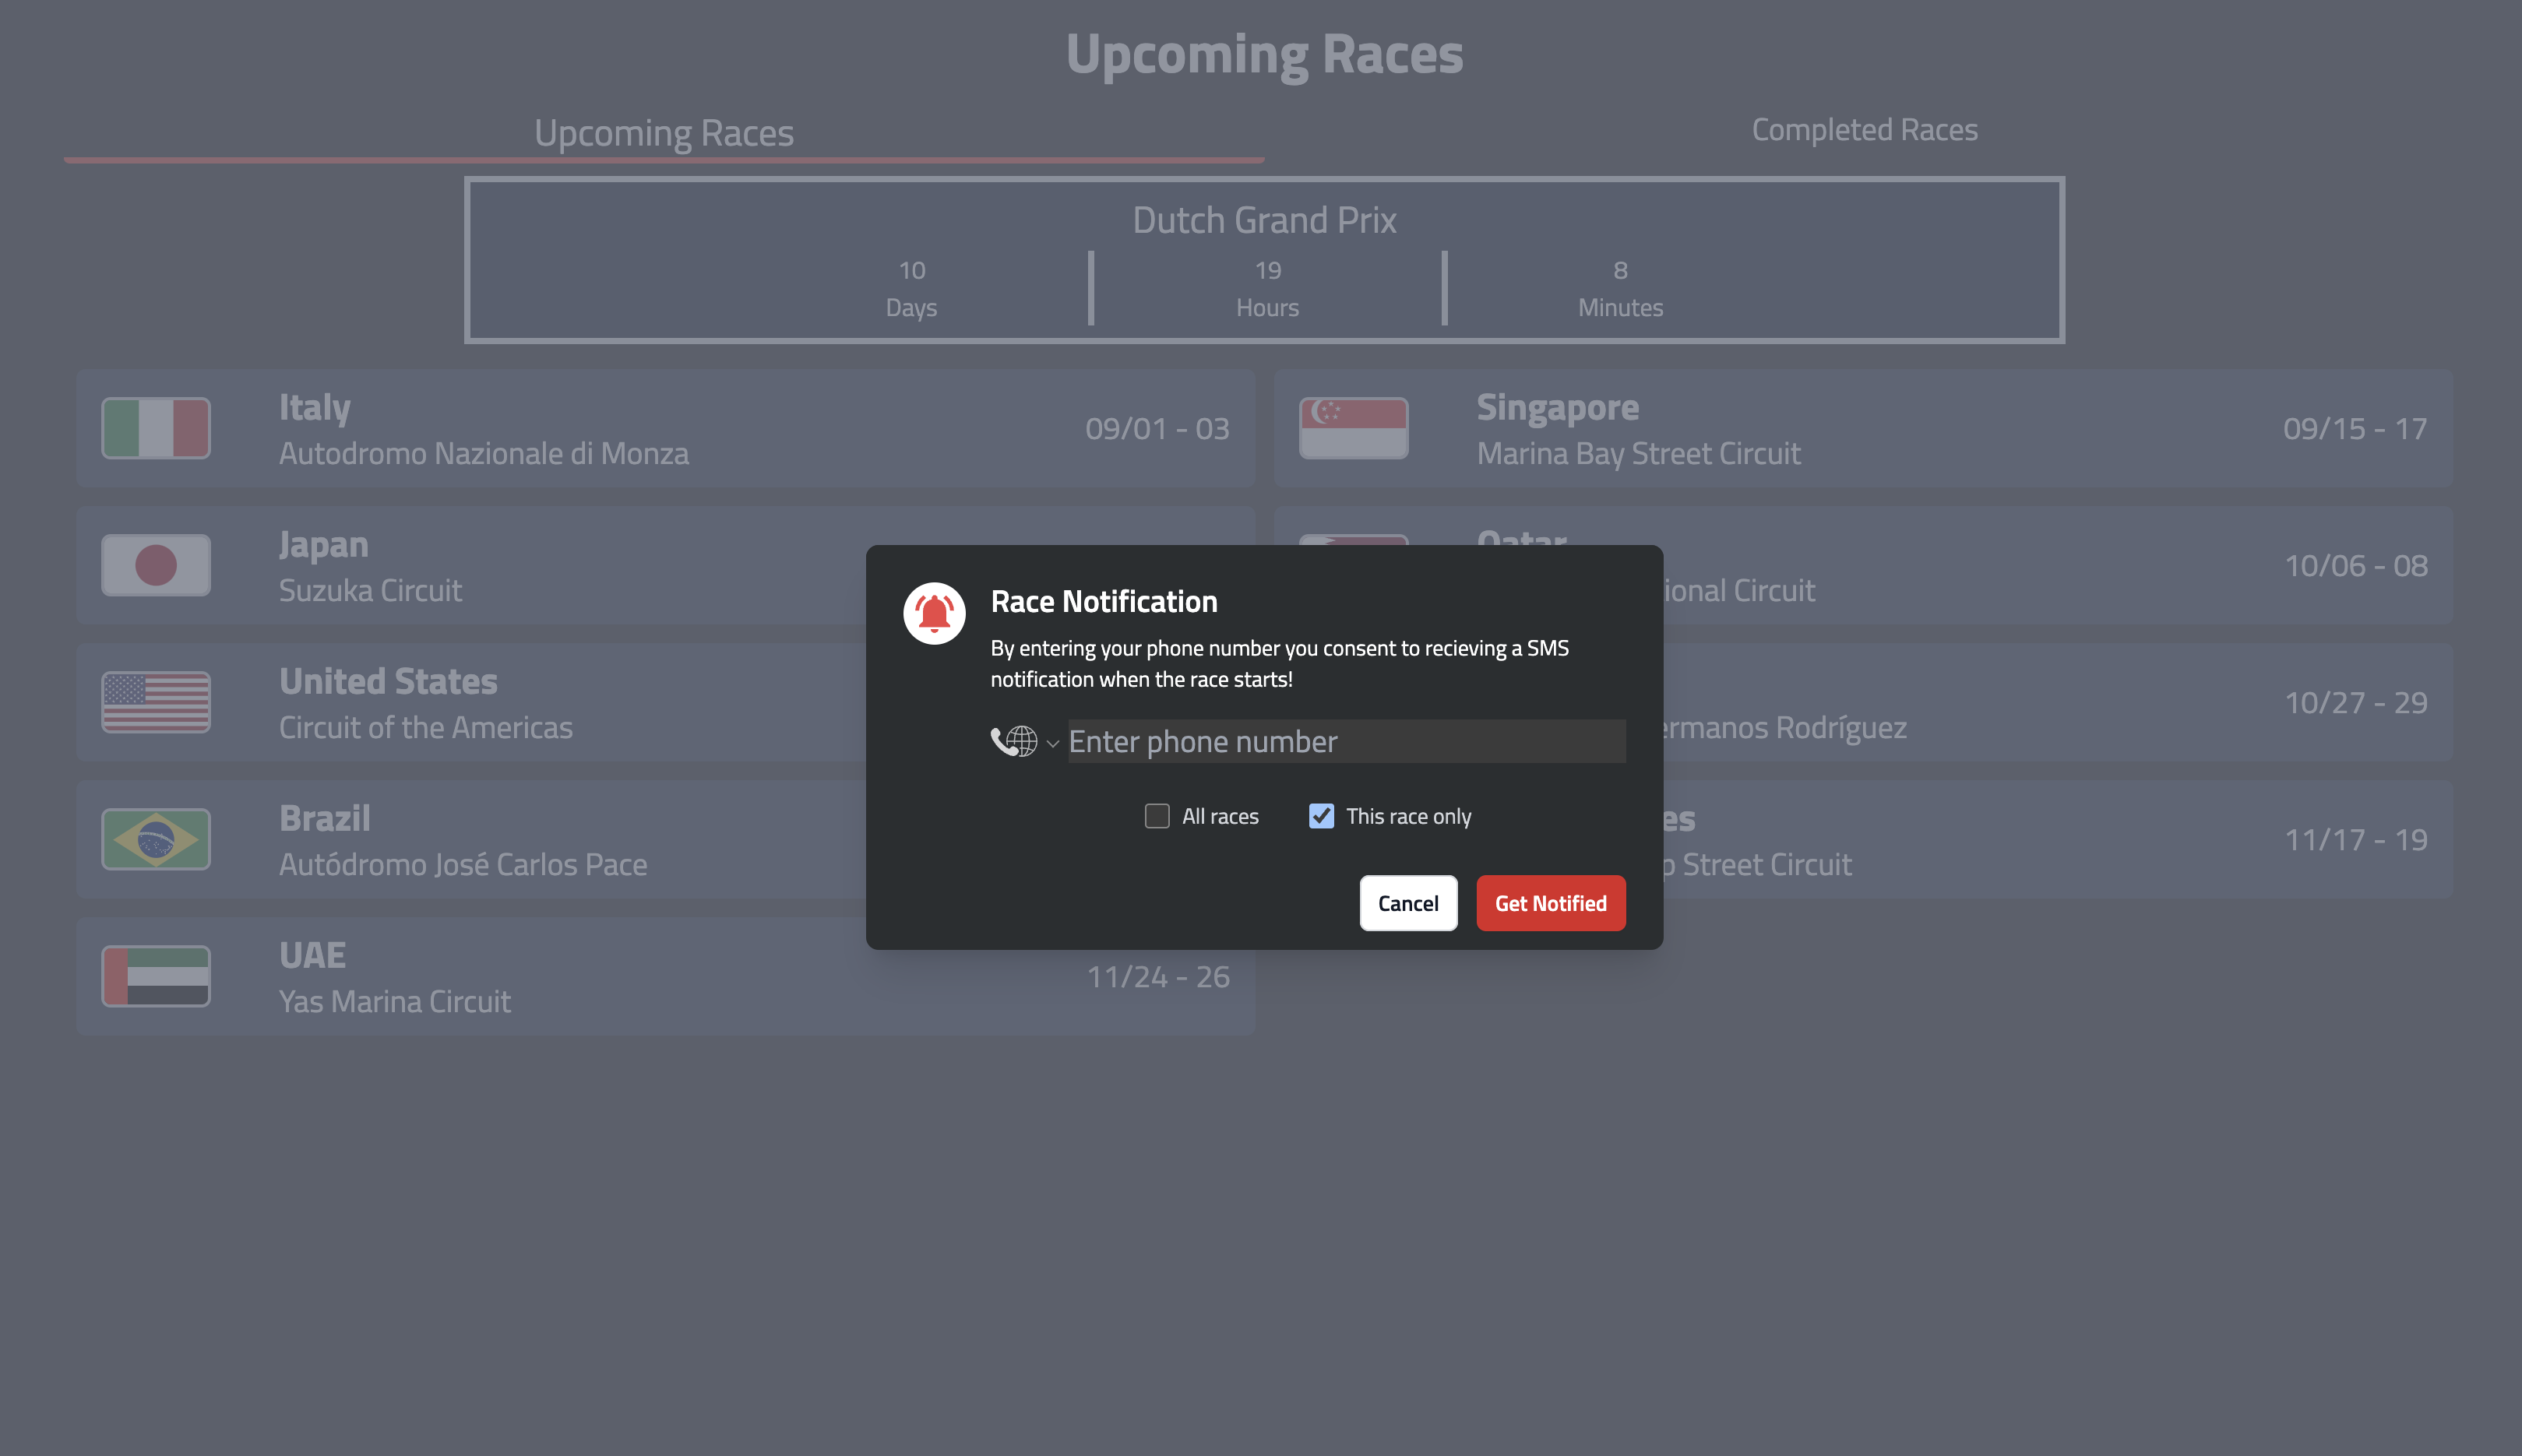 Upcoming Races
Upcoming Races
Completed Races
Dutch Grand Prix
10
Days
19
Hours
8
Minutes
Italy
Autodromo Nazionale di Monza
09/01 - 03
Singapore
Marina Bay Street Circuit
09/15 - 17
Japan
Suzuka Circuit
Qatar
ional Circuit
10/06 - 08
United States
Circuit of the Americas
ermanos Rodríguez
10/27 - 29
Brazil
Autódromo José Carlos Pace
es
Street Circuit
11/17 - 19
UAE
Yas Marina Circuit
11/24 - 26
Race Notification
By entering your phone number you consent to recieving a SMS
notification when the race starts!
Enter phone number
All races
This race only
Cancel
Get Notified